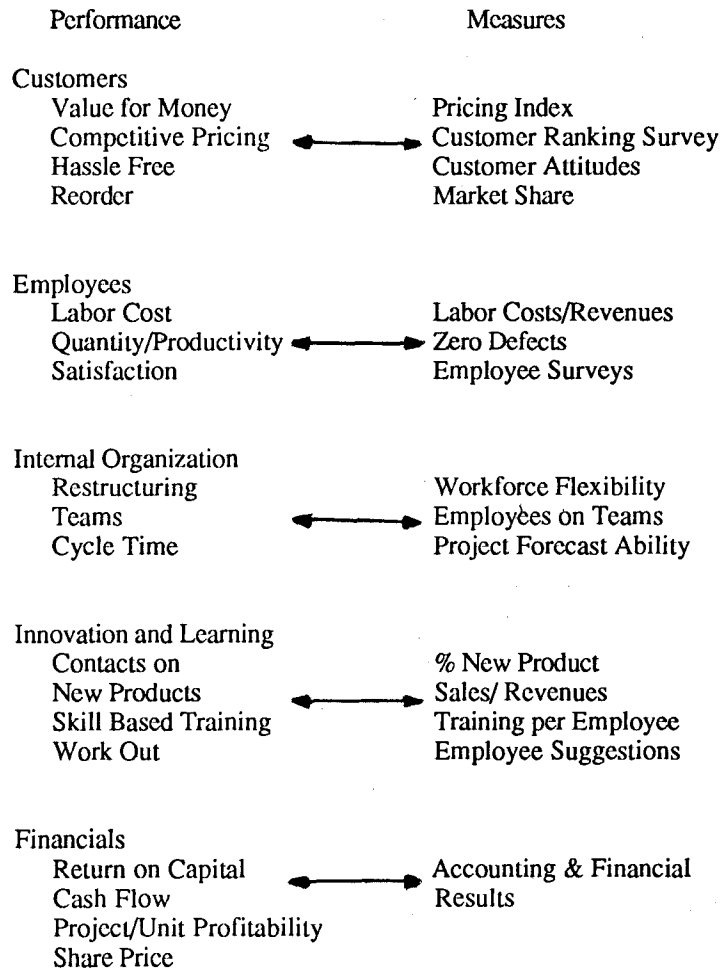 Performance Measures
Customers
Value for Money Pricing Index
Competitive Pricing Customer Ranking Survey
Hassle Free Customer Attitudes
Reorder Market Share
Employees
Labor Cost Labor Costs/Revenues
Quantity/Productivity Zero Defects
Satisfaction Employee Surveys
Internal Organization
Restructuring Workforce Flexibility
Teams Employees on Teams
Cycle Time Project Forecast Ability
Innovation and Learning
Contacts on % New Product
New Products Sales/ Revenues
Skill Based Training Training per Employee
Work Out Employee Suggestions
Financials
Return on Capital Accounting & Financial
Cash Flow Results
Project/Unit Profitability
Share Price